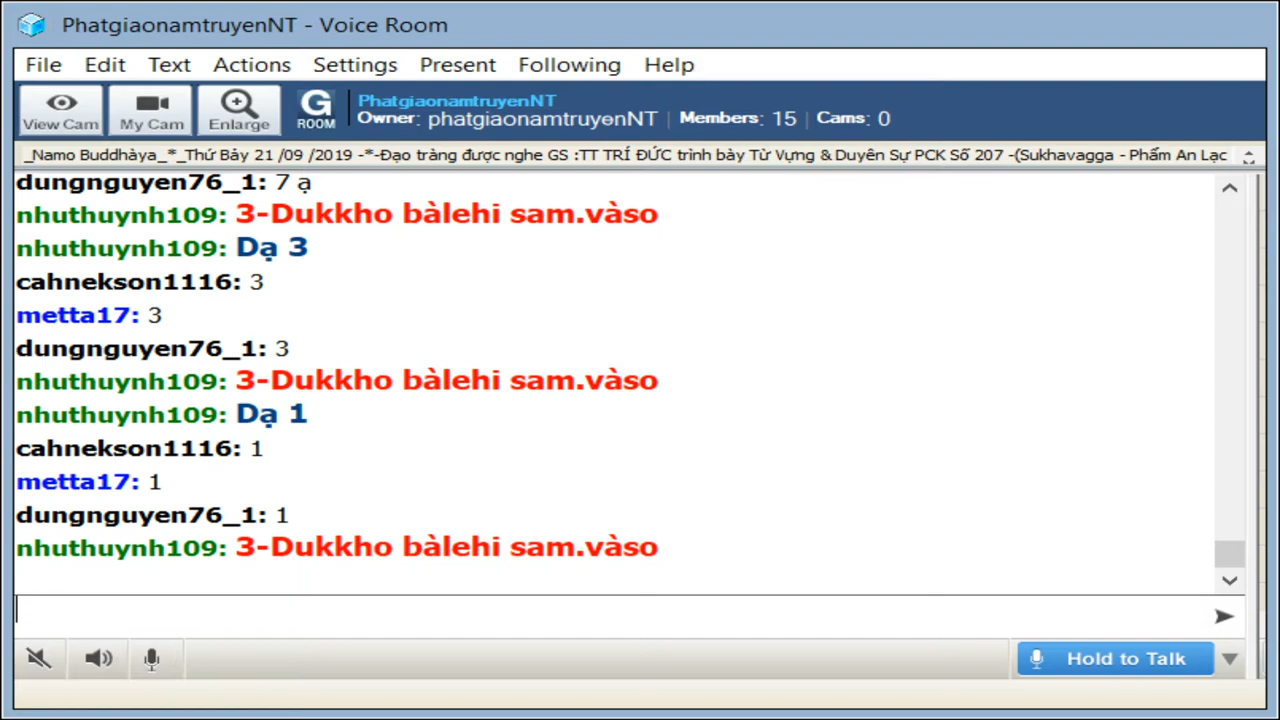 PhatgiaonamtruyenNT - Voice Room
File Edit Text Actions Settings Present Following Help
View Cam My Cam Enlarge G ROOM
PhatgiaonamtruyenNT
Owner: phatgiaonamtruyenNT | Members: 15 | Cams: 0
_Namo Buddhàya_*_Thứ Bảy 21 /09 /2019 -*-Đạo tràng được nghe GS :TT TRÍ ĐỨC trình bày Từ Vựng & Duyên Sự PCK Số 207 -(Sukhavagga - Phẩm An Lạc
dungnguyen76_1: 7 ạ
nhuthuynh109: 3-Dukkho bàlehi sam.vàso
nhuthuynh109: Dạ 3
cahnekson1116: 3
metta17: 3
dungnguyen76_1: 3
nhuthuynh109: 3-Dukkho bàlehi sam.vàso
nhuthuynh109: Dạ 1
cahnekson1116: 1
metta17: 1
dungnguyen76_1: 1
nhuthuynh109: 3-Dukkho bàlehi sam.vàso
Hold to Talk